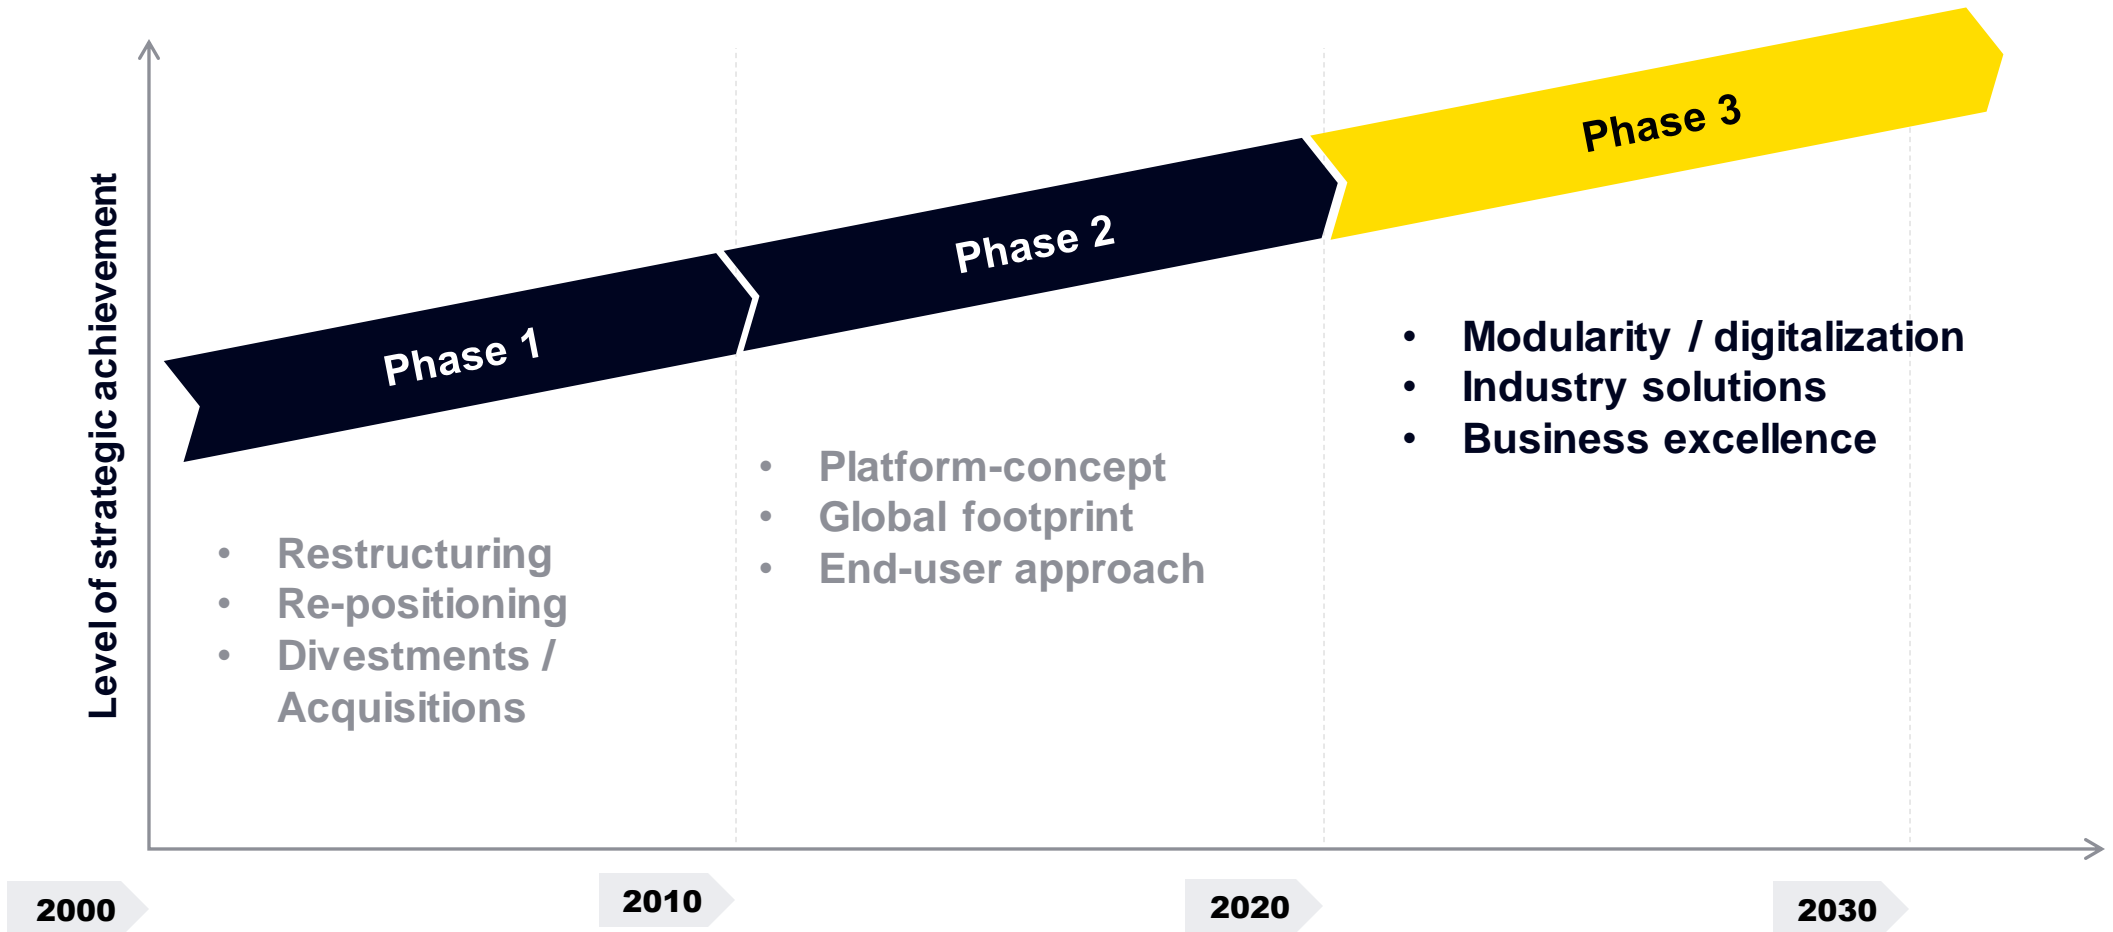 Level of strategic achievement
Phase 1
Phase 2
Phase 3
• Restructuring
• Re-positioning
• Divestments /
Acquisitions
• Platform-concept
• Global footprint
• End-user approach
• Modularity / digitalization
• Industry solutions
• Business excellence
2000
2010
2020
2030